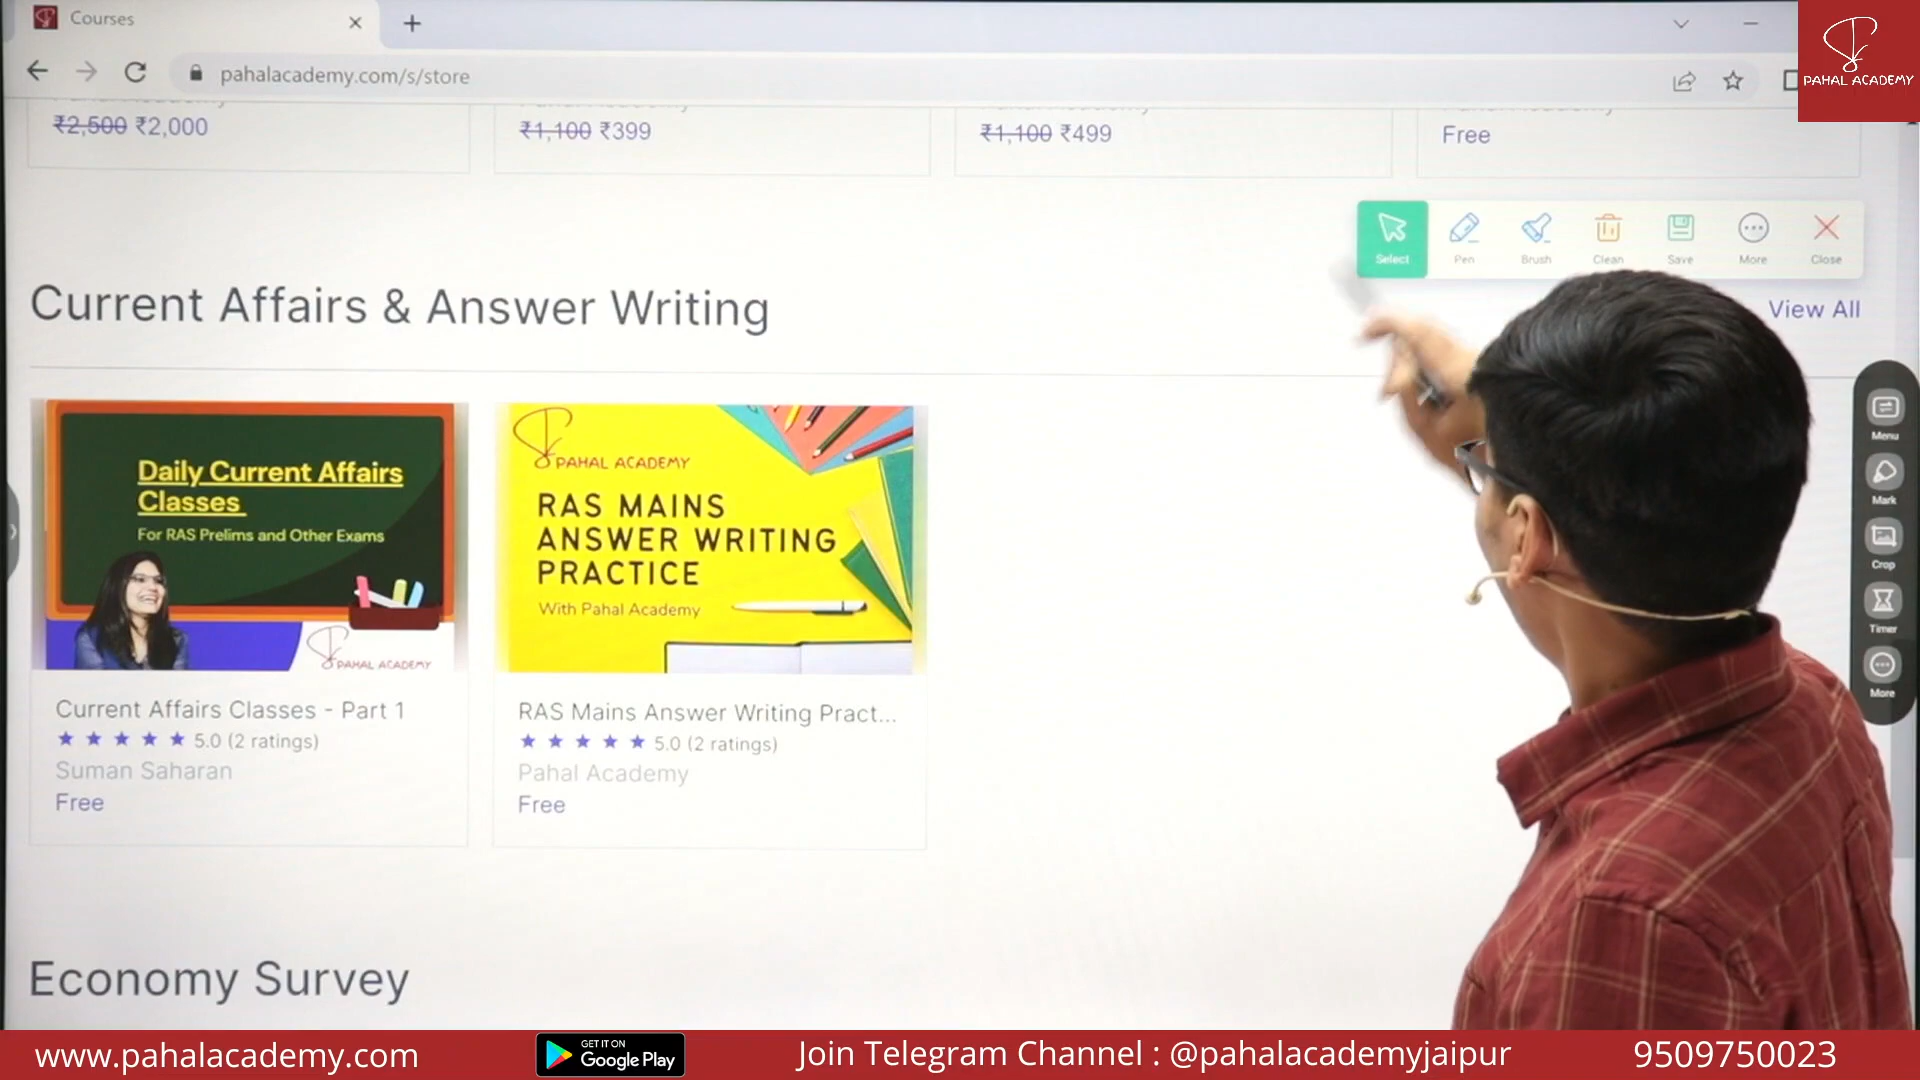 Courses
pahalacademy.com/s/store
PAHAL ACADEMY
₹2,500 ₹2,000
₹1,100 ₹399
₹1,100 ₹499
Free
Select
Pen
Brush
Clean
Save
More
Close
Current Affairs & Answer Writing
View All
Daily Current Affairs
Classes
For RAS Prelims and Other Exams
PAHAL ACADEMY
PAHAL ACADEMY
RAS MAINS
ANSWER WRITING
PRACTICE
With Pahal Academy
Current Affairs Classes - Part 1
5.0 (2 ratings)
Suman Saharan
Free
RAS Mains Answer Writing Pract...
5.0 (2 ratings)
Pahal Academy
Free
Menu
Mark
Crop
Timer
More
Economy Survey
www.pahalacademy.com
GET IT ON
Google Play
Join Telegram Channel : @pahalacademyjaipur
9509750023